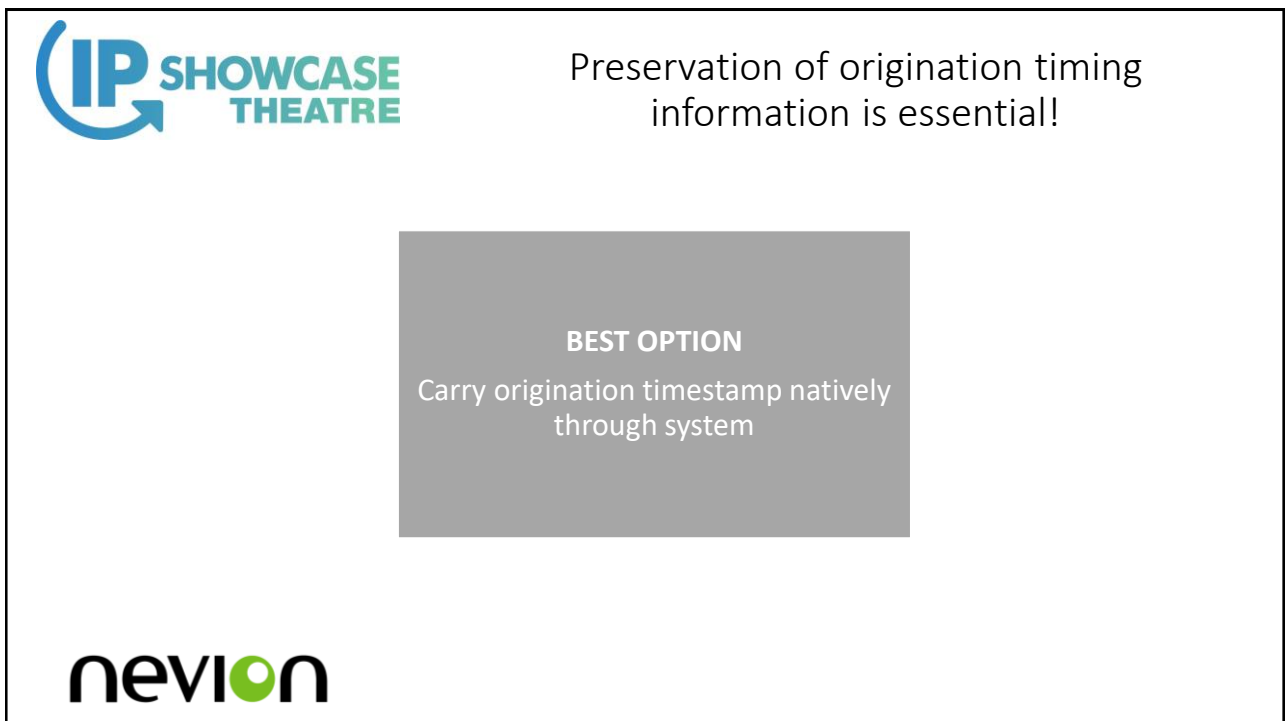 IP SHOWCASE
THEATRE
Preservation of origination timing
information is essential!
BEST OPTION
Carry origination timestamp natively
through system
nevion